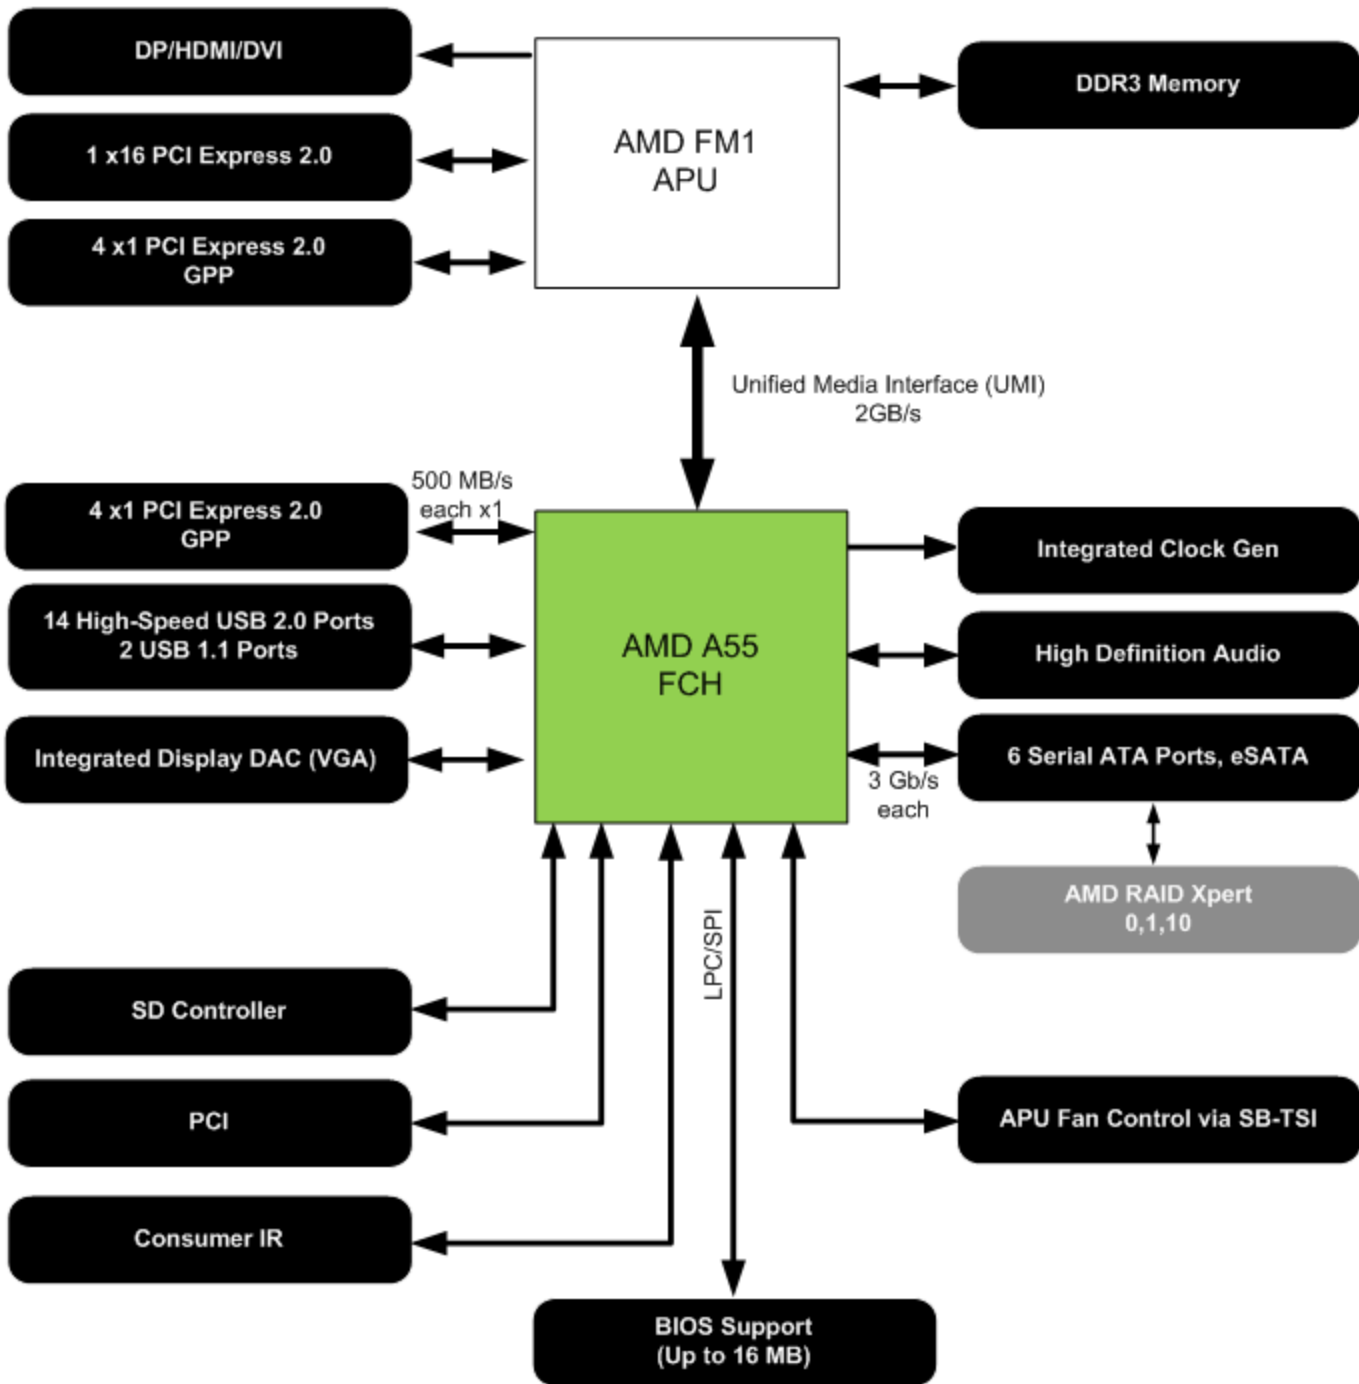 DP/HDMI/DVI
1 x16 PCI Express 2.0
4 x1 PCI Express 2.0
GPP
AMD FM1
APU
DDR3 Memory
Unified Media Interface (UMI)
2GB/s
500 MB/s
each x1
4 x1 PCI Express 2.0
GPP
14 High-Speed USB 2.0 Ports
2 USB 1.1 Ports
Integrated Display DAC (VGA)
AMD A55
FCH
Integrated Clock Gen
High Definition Audio
6 Serial ATA Ports, eSATA
3 Gb/s
each
AMD RAID Xpert
0,1,10
LPC/SPI
SD Controller
PCI
Consumer IR
APU Fan Control via SB-TSI
BIOS Support
(Up to 16 MB)